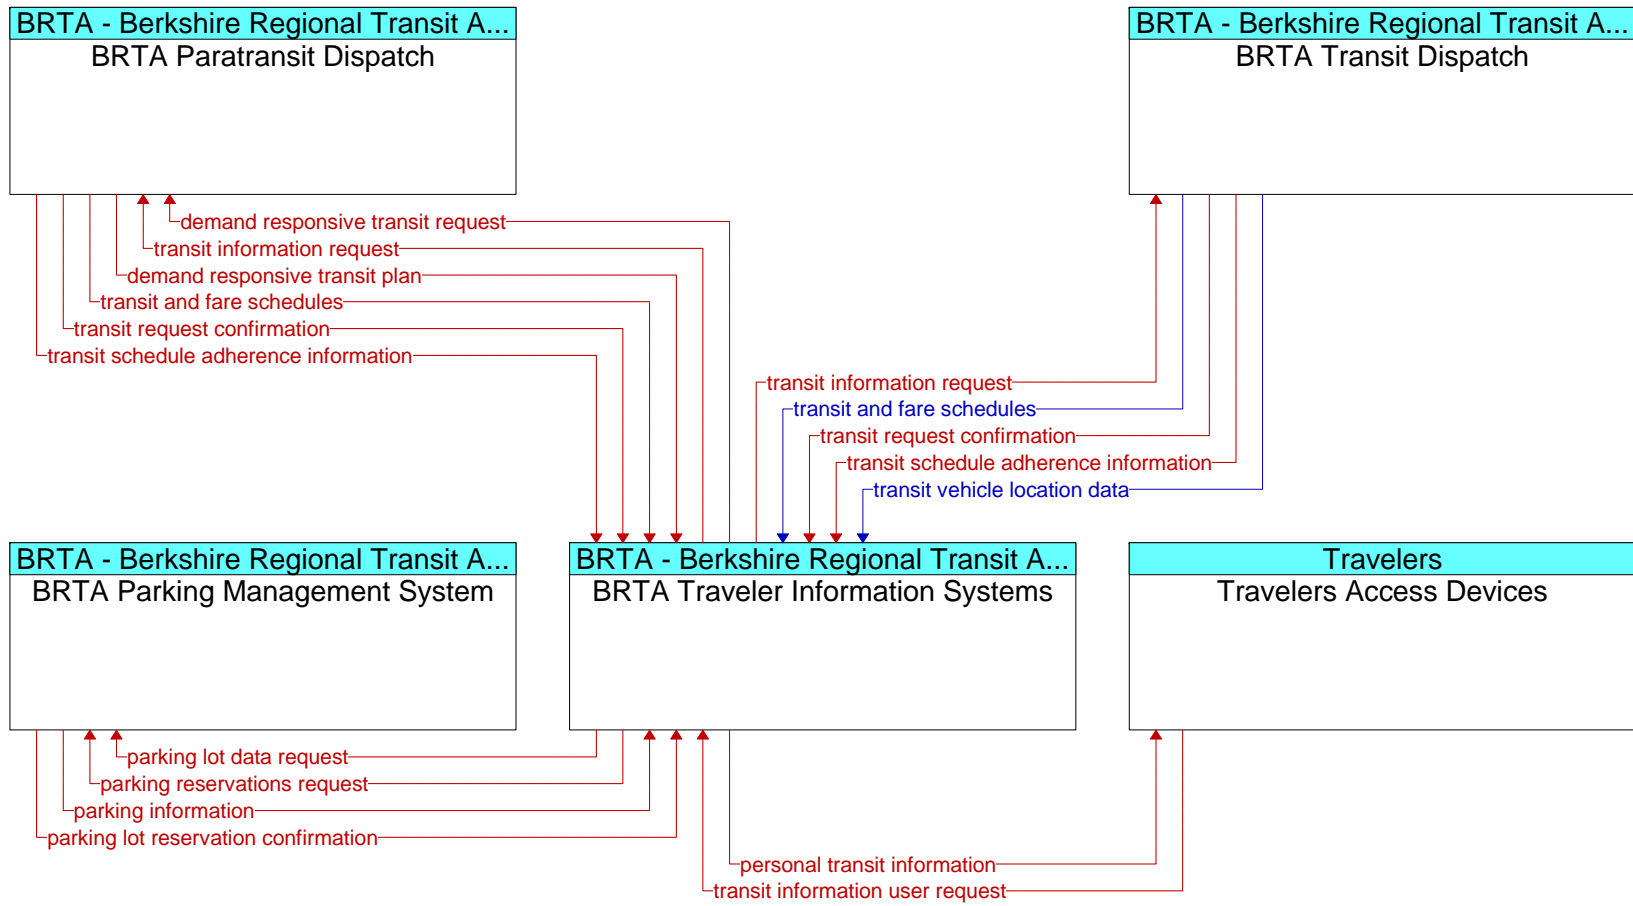 BRTA - Berkshire Regional Transit A...
BRTA Paratransit Dispatch
BRTA - Berkshire Regional Transit A...
BRTA Transit Dispatch
demand responsive transit request
transit information request
demand responsive transit plan
transit and fare schedules
transit request confirmation
transit schedule adherence information
transit information request
transit and fare schedules
transit request confirmation
transit schedule adherence information
transit vehicle location data
BRTA - Berkshire Regional Transit A...
BRTA Parking Management System
BRTA - Berkshire Regional Transit A...
BRTA Traveler Information Systems
Travelers
Travelers Access Devices
parking lot data request
parking reservations request
parking information
parking lot reservation confirmation
personal transit information
transit information user request